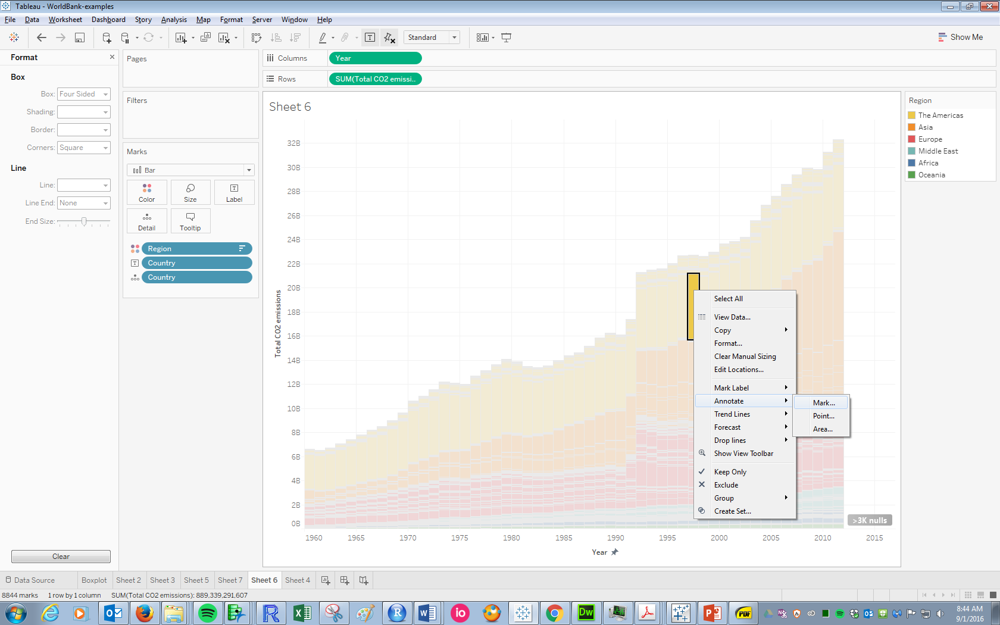 Tableau - WorldBank-examples
File Data Worksheet Dashboard Story Analysis Map Format Server Window Help
Standard
Show Me
Format
Box
Box: Four Sided
Shading:
Border:
Corners: Square
Line
Line:
Line End: None
End Size:
Clear
Pages
Filters
Marks
Bar
Color Size Label
Detail Tooltip
Region
Country
Country
Columns Year
Rows SUM(Total CO2 emissi..
Sheet 6
32B
30B
28B
26B
24B
22B
20B
18B
16B
14B
12B
10B
8B
6B
4B
2B
0B
Total CO2 emissions
1960 1965 1970 1975 1980 1985 1990 1995 2000 2005 2010 2015
Year
>3K nulls
Select All
View Data...
Copy
Format...
Clear Manual Sizing
Edit Locations...
Mark Label
Annotate
Trend Lines
Forecast
Drop lines
Show View Toolbar
Keep Only
Exclude
Group
Create Set...
Mark...
Point...
Area...
Region
The Americas
Asia
Europe
Middle East
Africa
Oceania
Data Source Boxplot Sheet 2 Sheet 3 Sheet 5 Sheet 7 Sheet 6 Sheet 4
8844 marks 1 row by 1 column SUM(Total CO2 emissions): 889,339,291,607
R R io Dw PDF
8:44 AM
9/1/2016